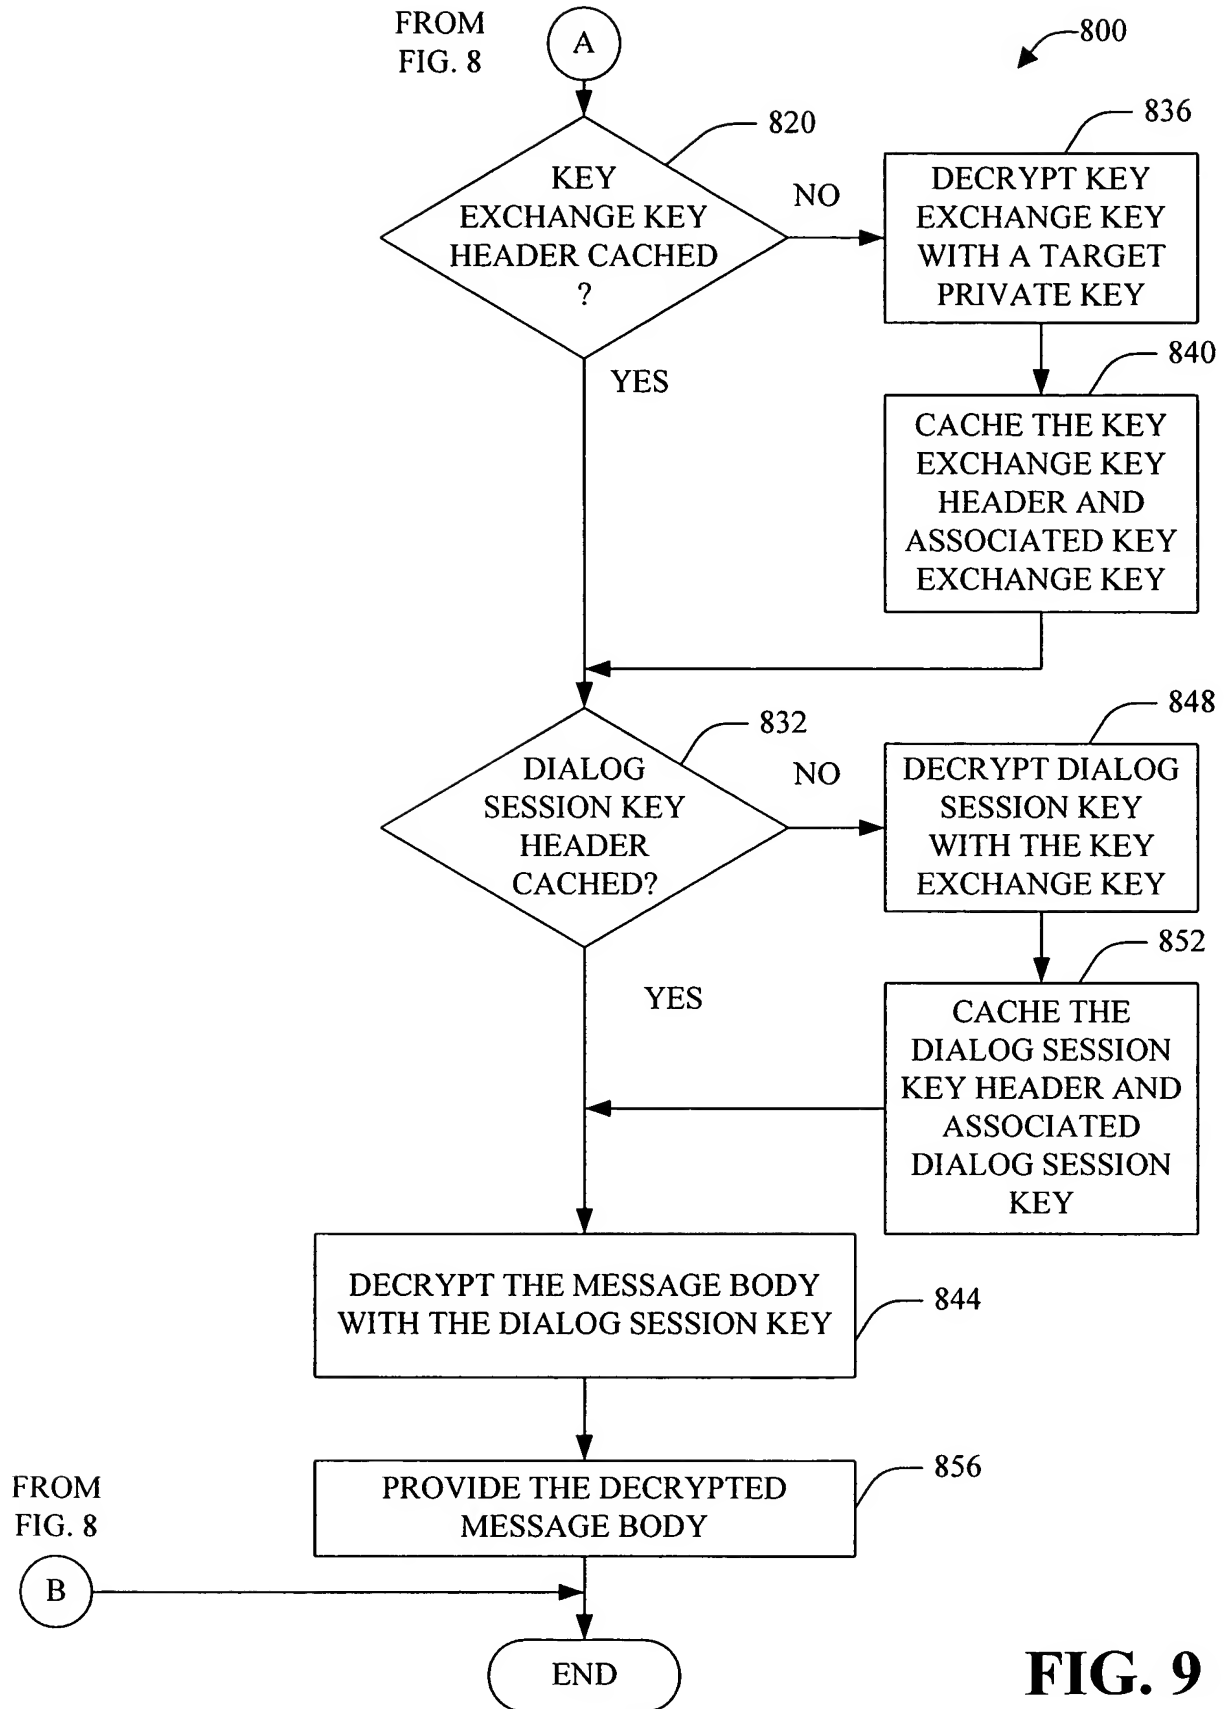 FROM
FIG. 8
A
800
820
KEY
EXCHANGE KEY
HEADER CACHED
?
NO
836
DECRYPT KEY
EXCHANGE KEY
WITH A TARGET
PRIVATE KEY
YES
840
CACHE THE KEY
EXCHANGE KEY
HEADER AND
ASSOCIATED KEY
EXCHANGE KEY
832
DIALOG
SESSION KEY
HEADER
CACHED?
NO
848
DECRYPT DIALOG
SESSION KEY
WITH THE KEY
EXCHANGE KEY
YES
852
CACHE THE
DIALOG SESSION
KEY HEADER AND
ASSOCIATED
DIALOG SESSION
KEY
DECRYPT THE MESSAGE BODY
WITH THE DIALOG SESSION KEY
844
PROVIDE THE DECRYPTED
MESSAGE BODY
856
FROM
FIG. 8
B
END
FIG. 9